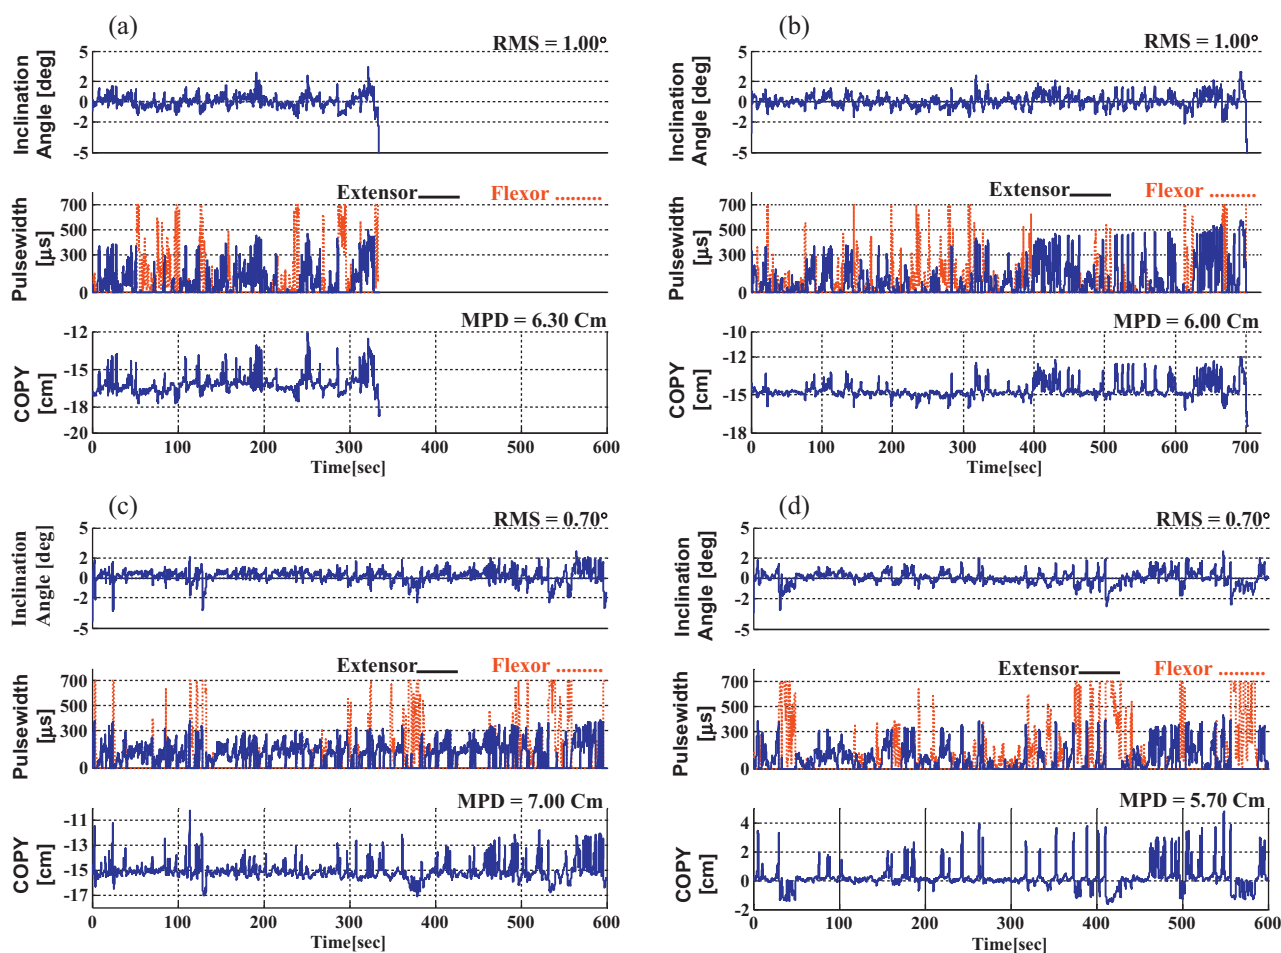 (a)
RMS = 1.00°
Inclination
Angle [deg]
5
2
0
-2
-5
Extensor
Flexor
Pulsewidth
[µs]
700
500
300
0
MPD = 6.30 Cm
COPY
[cm]
-12
-15
-18
-20
0 100 200 300 400 500 600
Time[sec]
(b)
RMS = 1.00°
Inclination
Angle [deg]
5
2
0
-2
-5
Extensor
Flexor
Pulsewidth
[µs]
700
500
300
0
MPD = 6.00 Cm
COPY
[cm]
-10
-12
-15
-18
0 100 200 300 400 500 600 700
Time[sec]
(c)
RMS = 0.70°
Inclination
Angle [deg]
5
2
0
-2
-5
Extensor
Flexor
Pulsewidth
[µs]
700
300
0
MPD = 7.00 Cm
COPY
[cm]
-11
-13
-15
-17
0 100 200 300 400 500 600
Time[sec]
(d)
RMS = 0.70°
Inclination
Angle [deg]
5
2
0
-2
-5
Extensor
Flexor
Pulsewidth
[µs]
700
300
0
MPD = 5.70 Cm
COPY
[cm]
4
2
0
-2
0 100 200 300 400 500 600
Time[sec]